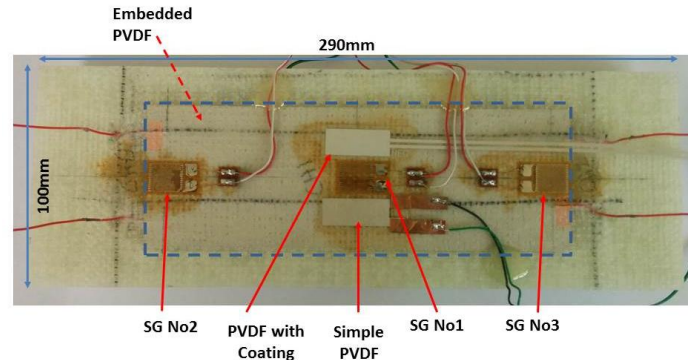 Embedded
PVDF
290mm
100mm
SG No2
PVDF with
Coating
Simple
PVDF
SG No1
SG No3